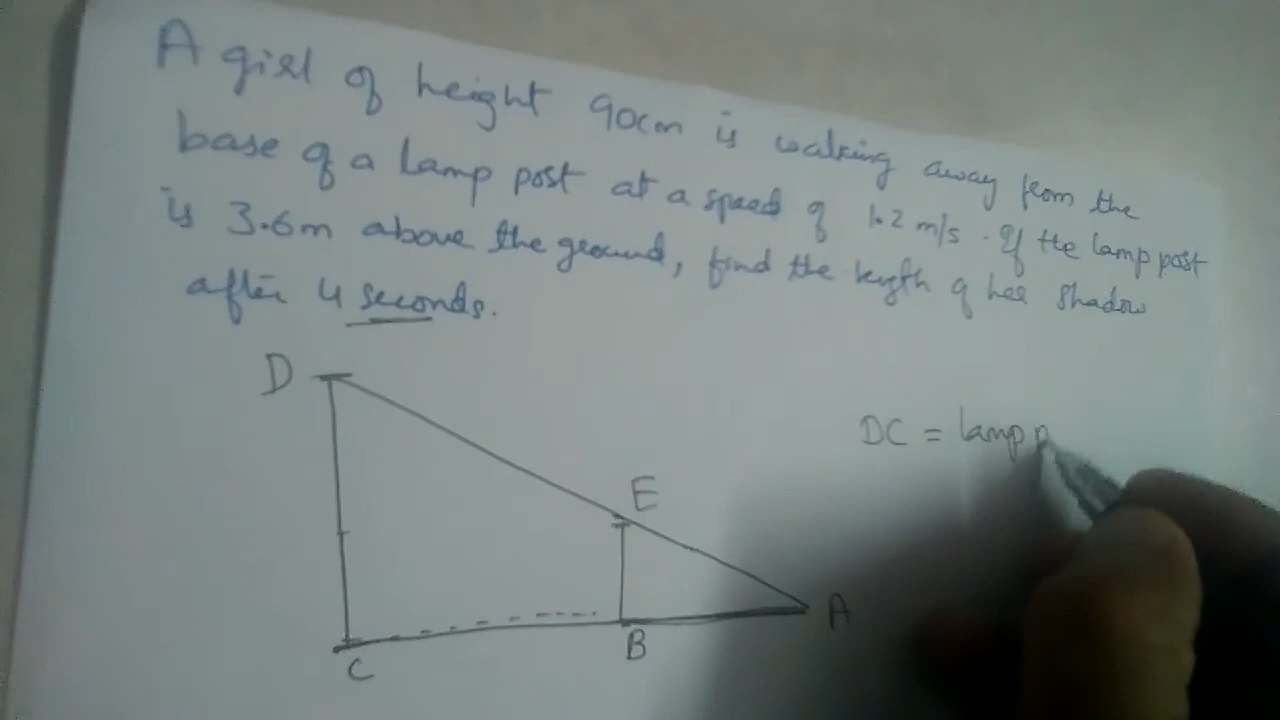 A girl of height 90cm is walking away from the
base of a lamp post at a speed of 1.2 m/s. If the lamp post
is 3.6m above the ground, find the length of her shadow
after 4 seconds.
D
DC = lamp p
E
A
B
C